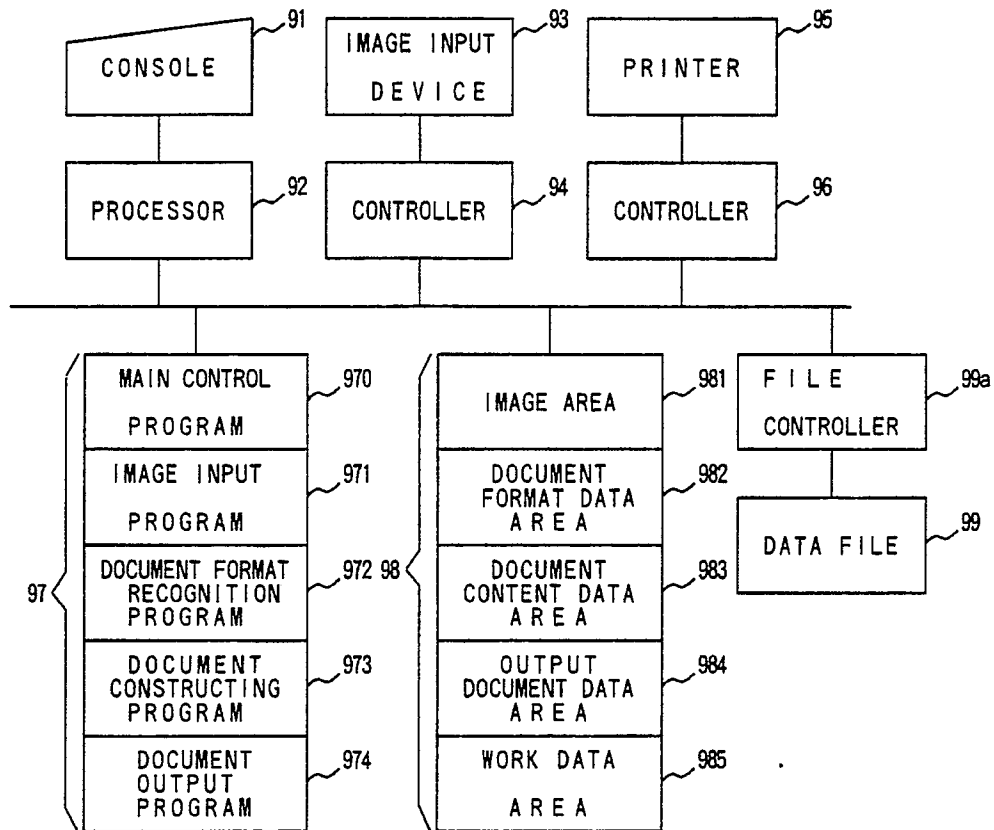 91
CONSOLE
93
IMAGE INPUT
DEVICE
95
PRINTER
92
PROCESSOR
94
CONTROLLER
96
CONTROLLER
97
MAIN CONTROL
PROGRAM
970
IMAGE INPUT
PROGRAM
971
DOCUMENT FORMAT
RECOGNITION
PROGRAM
972
DOCUMENT
CONSTRUCTING
PROGRAM
973
DOCUMENT
OUTPUT
PROGRAM
974
98
IMAGE AREA
981
DOCUMENT
FORMAT DATA
AREA
982
DOCUMENT
CONTENT DATA
AREA
983
OUTPUT
DOCUMENT DATA
AREA
984
WORK DATA
AREA
985
FILE
CONTROLLER
99a
DATA FILE
99